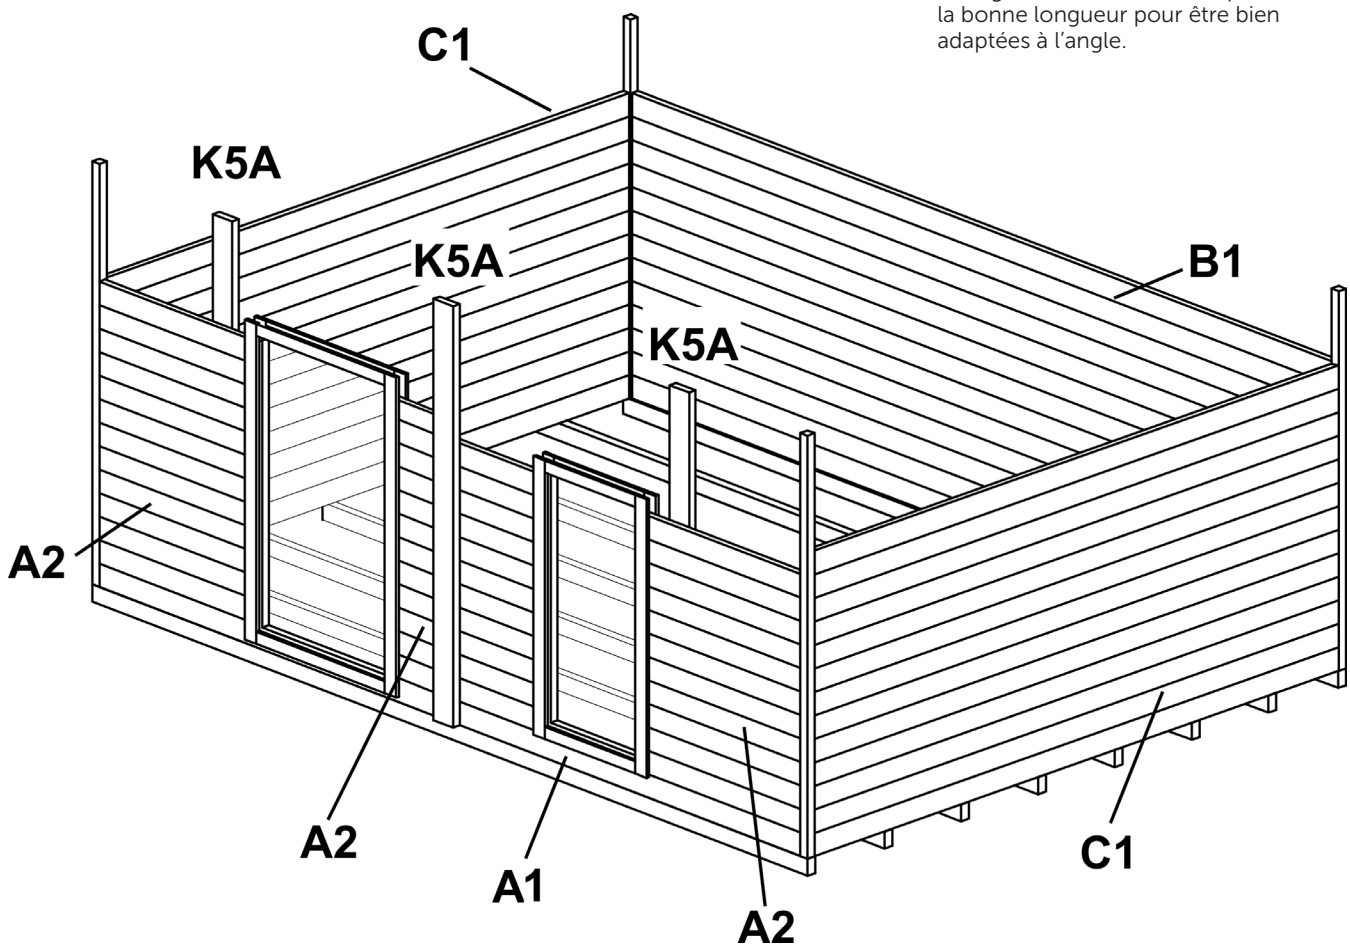 la bonne longueur pour être bien
adaptées à l'angle.
C1
K5A
K5A
B1
K5A
A2
A2
A1
C1
A2